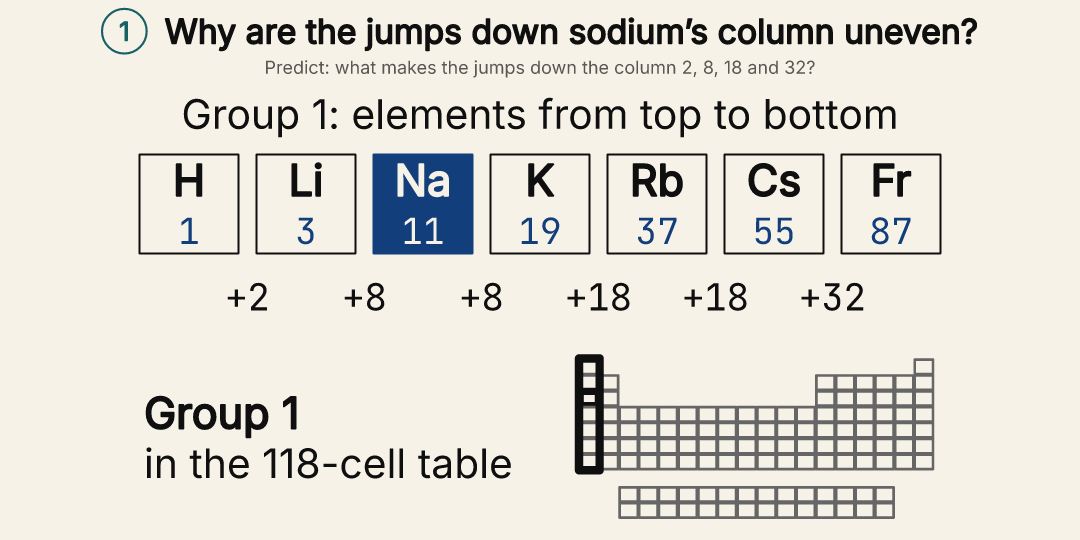 1 Why are the jumps down sodium’s column uneven?
Predict: what makes the jumps down the column 2, 8, 18 and 32?
Group 1: elements from top to bottom
H Li Na K Rb Cs Fr
1 3 11 19 37 55 87
+2 +8 +8 +18 +18 +32
Group 1
in the 118-cell table